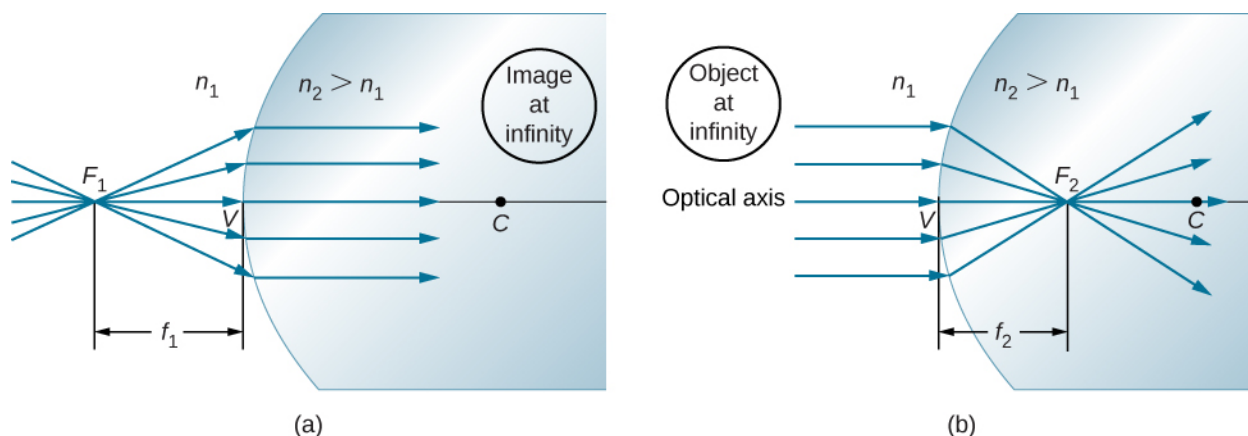 n₁
n₂ > n₁
Image
at
infinity
F₁
V
C
f₁
(a)
Object
at
infinity
n₁
n₂ > n₁
Optical axis
F₂
V
C
f₂
(b)